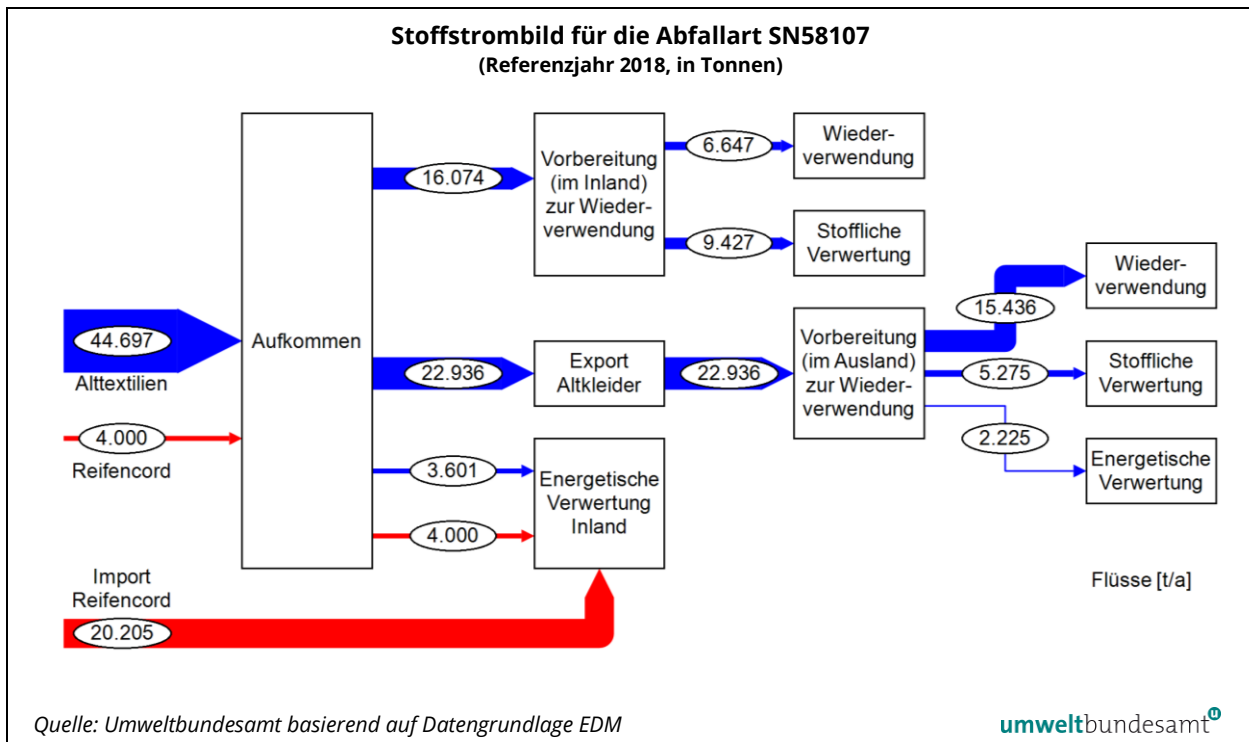 Stoffstrombild für die Abfallart SN58107
(Referenzjahr 2018, in Tonnen)
Aufkommen
44.697
Alttextilien
4.000
Reifencord
Import
Reifencord
20.205
16.074
Vorbereitung
(im Inland)
zur Wieder-
verwendung
6.647
Wieder-
verwendung
9.427
Stoffliche
Verwertung
22.936
Export
Altkleider
22.936
Vorbereitung
(im Ausland)
zur Wieder-
verwendung
15.436
Wieder-
verwendung
5.275
Stoffliche
Verwertung
2.225
Energetische
Verwertung
3.601
4.000
Energetische
Verwertung
Inland
Flüsse [t/a]
Quelle: Umweltbundesamt basierend auf Datengrundlage EDM
umweltbundesamt u